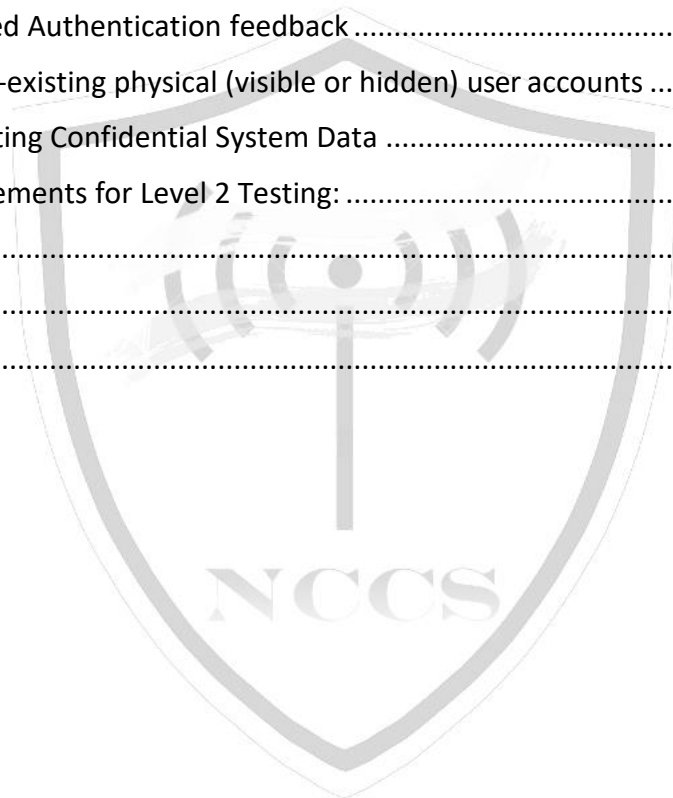 ed Authentication feedback ......................................
-existing physical (visible or hidden) user accounts ...
ting Confidential System Data ..................................
ements for Level 2 Testing: .......................................
....................................................................................
....................................................................................
....................................................................................
NCCS